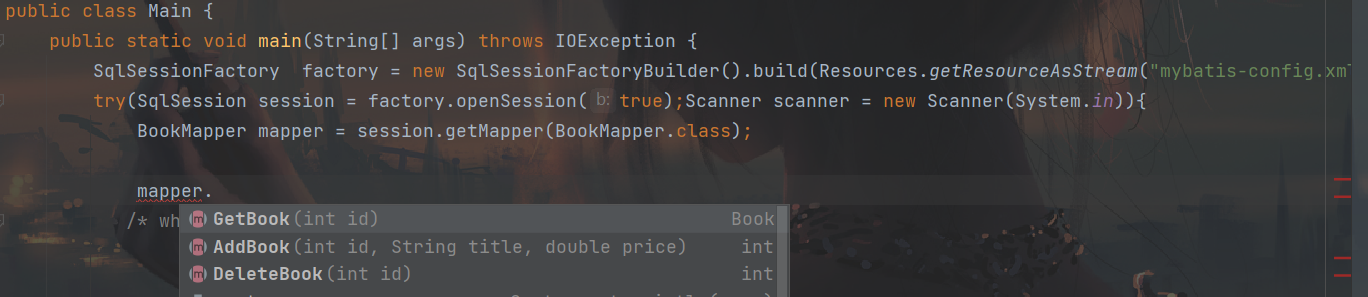 public class Main {
public static void main(String[] args) throws IOException {
SqlSessionFactory factory = new SqlSessionFactoryBuilder().build(Resources.getResourceAsStream("mybatis-config.xml
try(SqlSession session = factory.openSession( b: true);Scanner scanner = new Scanner(System.in)){
BookMapper mapper = session.getMapper(BookMapper.class);
mapper.
/* wh
m GetBook(int id) Book
m AddBook(int id, String title, double price) int
m DeleteBook(int id) int